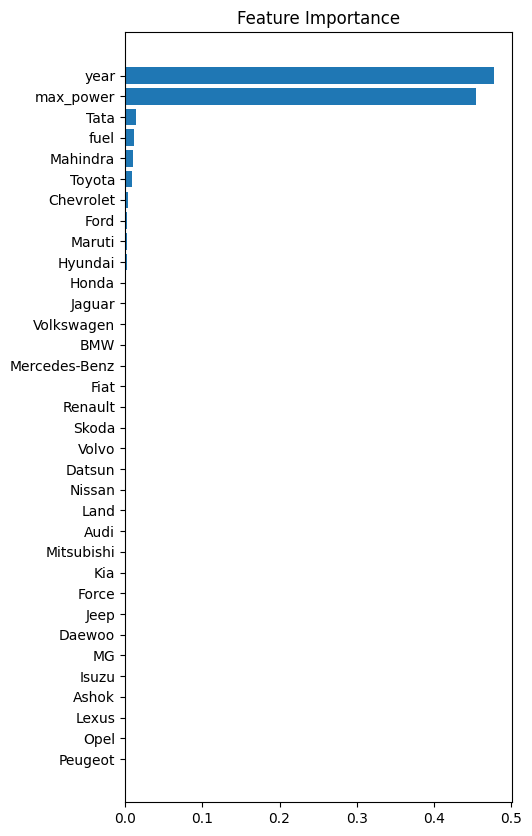 Feature Importance
year
max_power
Tata
fuel
Mahindra
Toyota
Chevrolet
Ford
Maruti
Hyundai
Honda
Jaguar
Volkswagen
BMW
Mercedes-Benz
Fiat
Renault
Skoda
Volvo
Datsun
Nissan
Land
Audi
Mitsubishi
Kia
Force
Jeep
Daewoo
MG
Isuzu
Ashok
Lexus
Opel
Peugeot
0.0 0.1 0.2 0.3 0.4 0.5